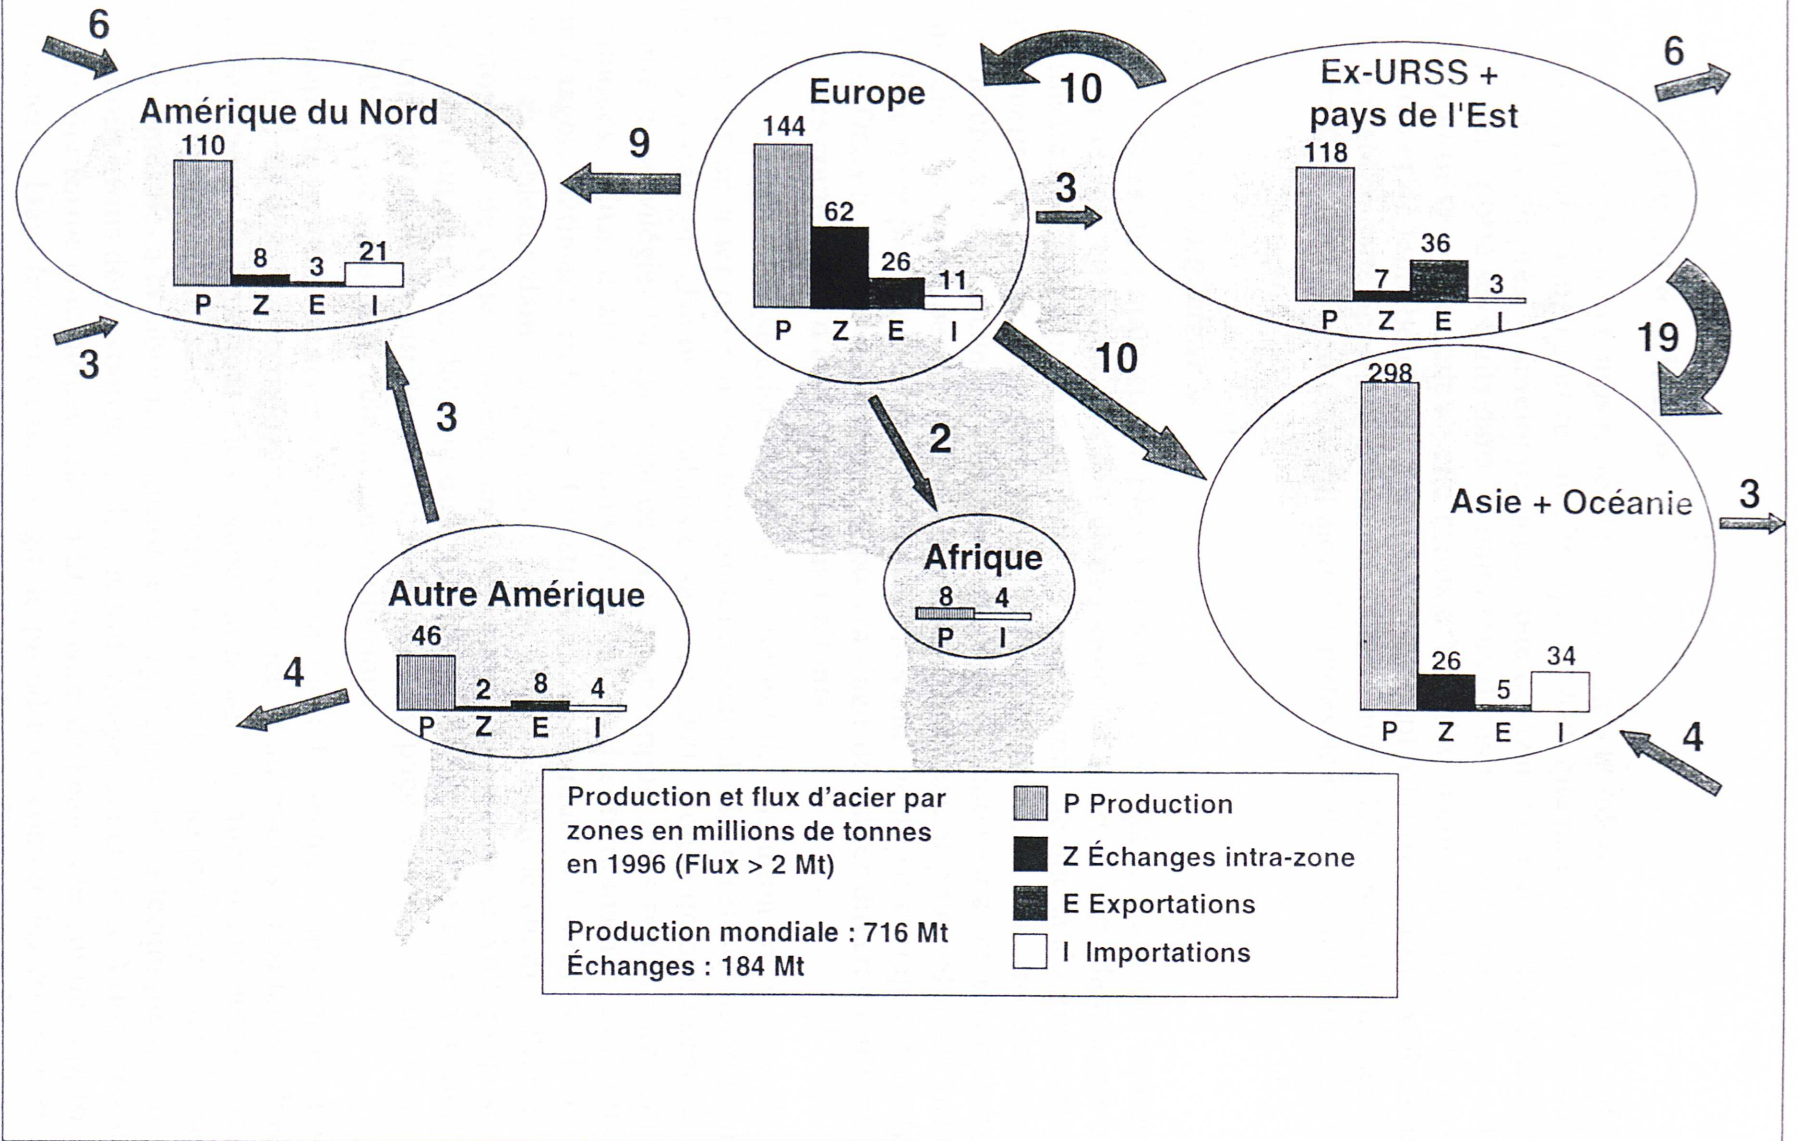 6
Amérique du Nord
110
8
3
21
P Z E I
3
9
Europe
144
62
26
11
P Z E I
10
3
Ex-URSS +
pays de l'Est
118
7
36
3
P Z E I
6
19
10
2
3
Afrique
8 4
P I
298
Asie + Océanie
26
5
34
P Z E I
3
4
Autre Amérique
46
2
8
4
P Z E I
4
Production et flux d'acier par
zones en millions de tonnes
en 1996 (Flux > 2 Mt)
Production mondiale : 716 Mt
Échanges : 184 Mt
P Production
Z Échanges intra-zone
E Exportations
I Importations